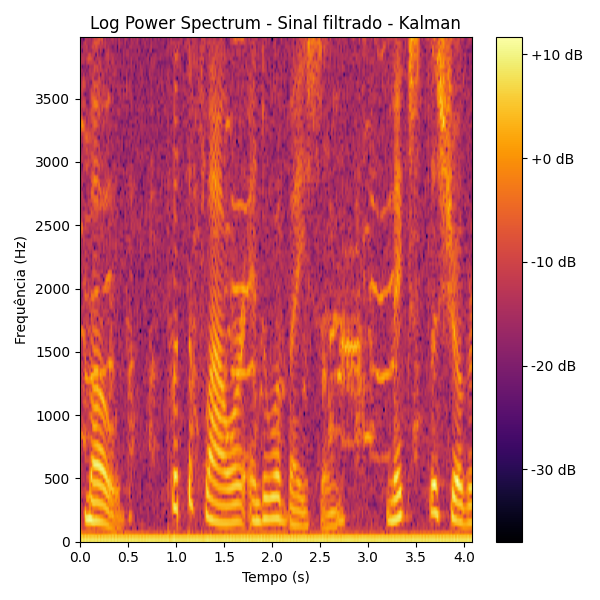 Log Power Spectrum - Sinal filtrado - Kalman
Frequência (Hz)
3500
3000
2500
2000
1500
1000
500
0
0.0 0.5 1.0 1.5 2.0 2.5 3.0 3.5 4.0
Tempo (s)
+10 dB
+0 dB
-10 dB
-20 dB
-30 dB